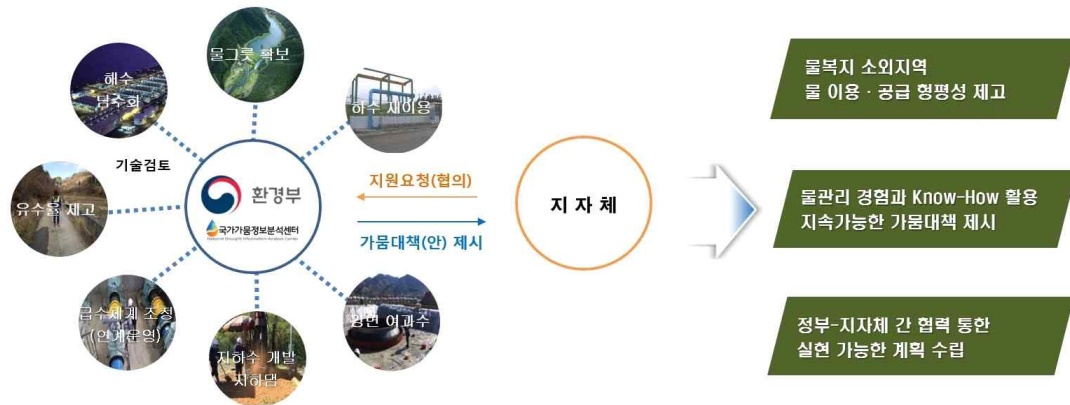 물그릇 확보
해수
담수화
하수 재이용
기술검토
유수율 제고
환경부
국가가뭄정보분석센터
National Drought Information-Analysis Center
급수체계 조정
(연계운영)
지하수 개발
지하댐
강변 여과수
지원요청(협의)
가뭄대책(안) 제시
지자체
물복지 소외지역
물 이용 · 공급 형평성 제고
물관리 경험과 Know-How 활용
지속가능한 가뭄대책 제시
정부-지자체 간 협력 통한
실현 가능한 계획 수립